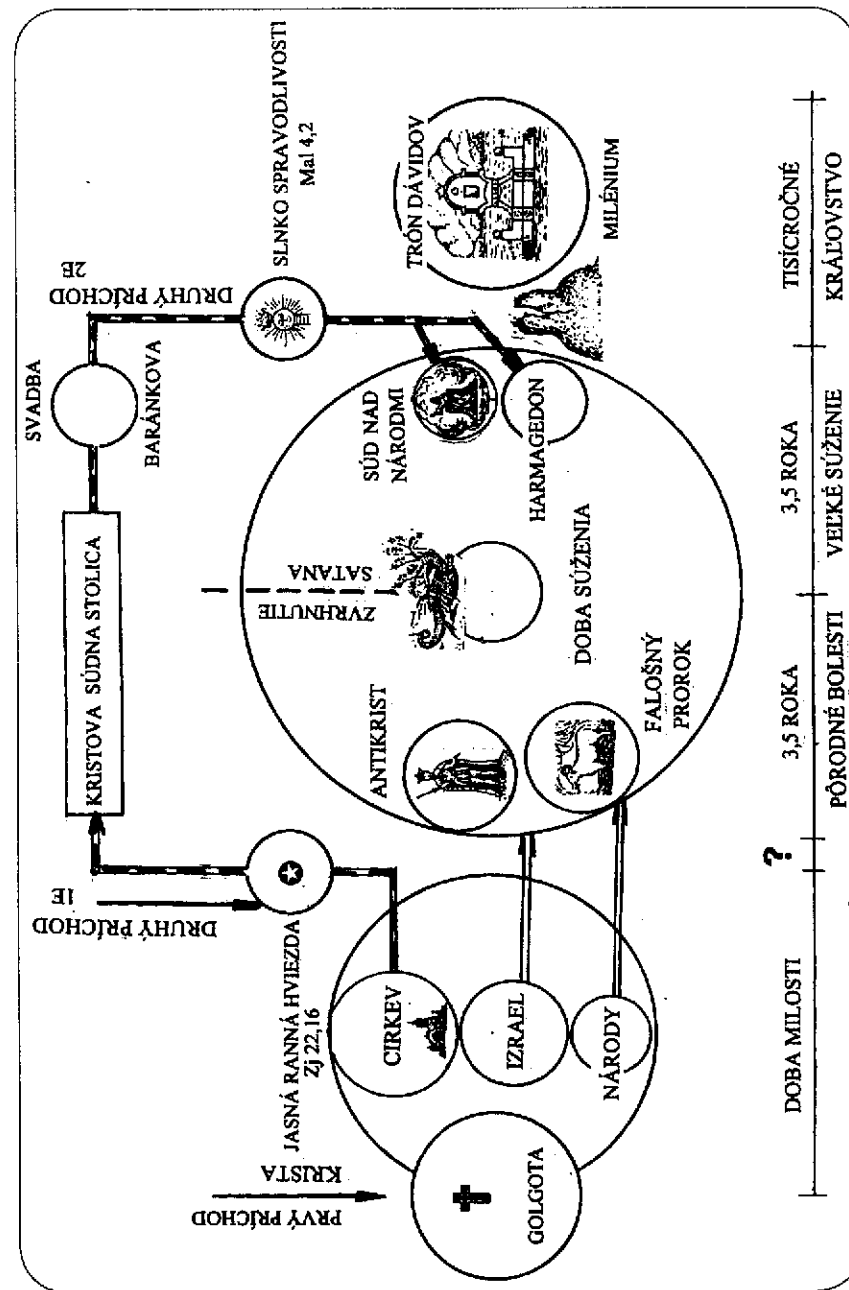 PRVÝ PRÍCHOD
KRISTA
GOLGOTA
JASNÁ RANNÁ HVIEZDA
Zj 22,16
DRUHÝ PRÍCHOD
1E
CIRKEV
IZRAEL
NÁRODY
KRISTOVA SÚDNA STOLICA
SVADBA
BARÁNKOVA
DRUHÝ PRÍCHOD
2E
SLNKO SPRAVODLIVOSTI
Mal 4,2
ANTIKRIST
FALOŠNÝ
PROROK
ZVRHNUTIE
SATANA
DOBA SÚŽENIA
SÚD NAD
NÁRODMI
HARMAGEDON
TRÓN DÁVIDOV
MILÉNIUM
DOBA MILOSTI
?
3,5 ROKA
PÔRODNÉ BOLESTI
3,5 ROKA
VEĽKÉ SÚŽENIE
TISÍCROČNÉ
KRÁĽOVSTVO